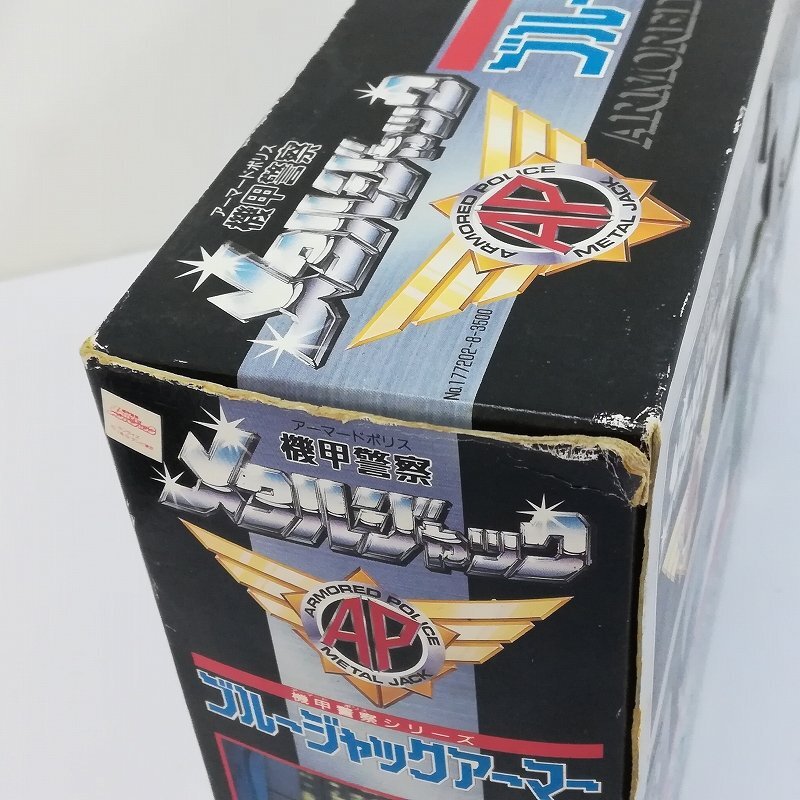 ブルー
ARMORED
アーマードポリス
機甲警察
メタルジャック
ARMORED POLICE
AP
METAL JACK
No.177202-8-3500
アーマードポリス
機甲警察
メタルジャック
ARMORED POLICE
AP
METAL JACK
機甲警察シリーズ
ブルージャックアーマー